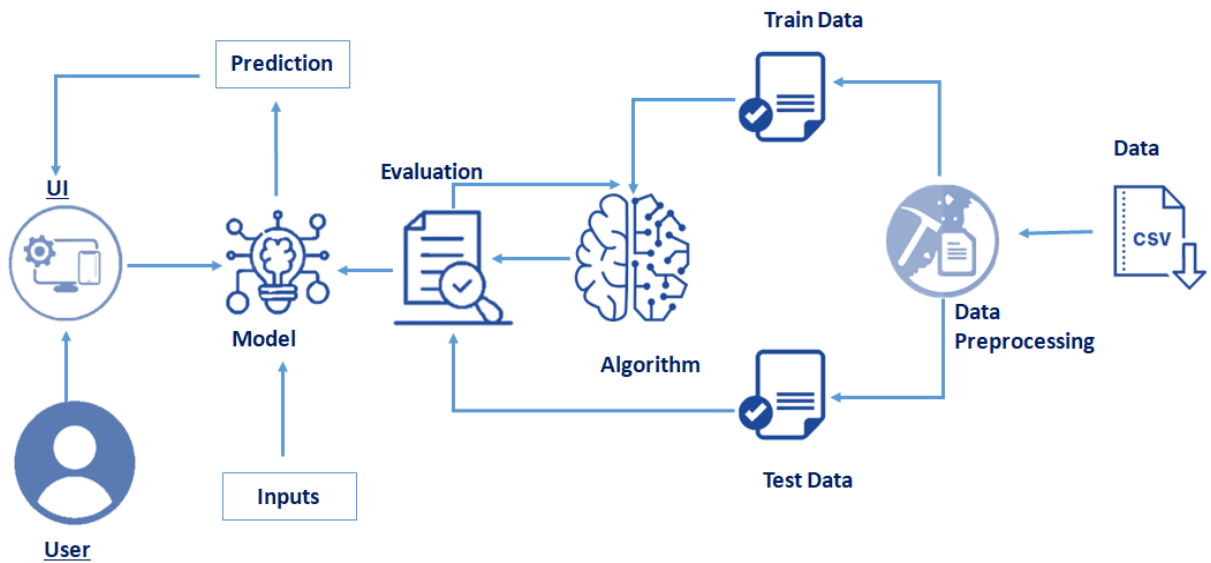 Train Data
Prediction
Data
Evaluation
UI
CSV
Data
Preprocessing
Model
Algorithm
Test Data
Inputs
User